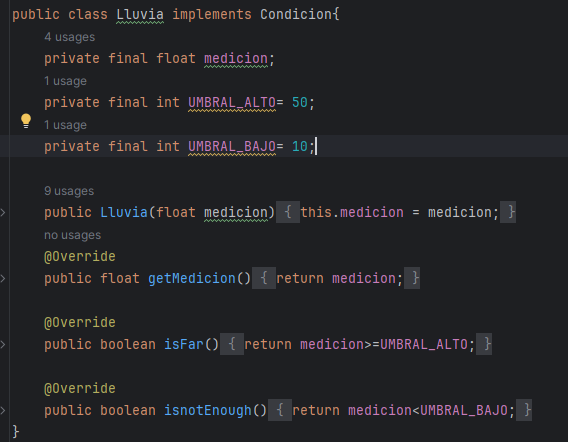 public class Lluvia implements Condicion{
4 usages
private final float medicion;
1 usage
private final int UMBRAL_ALTO= 50;
1 usage
private final int UMBRAL_BAJO= 10;
9 usages
public Lluvia(float medicion) { this.medicion = medicion; }
no usages
@Override
public float getMedicion() { return medicion; }
@Override
public boolean isFar() { return medicion>=UMBRAL_ALTO; }
@Override
public boolean isnotEnough() { return medicion<UMBRAL_BAJO; }
}